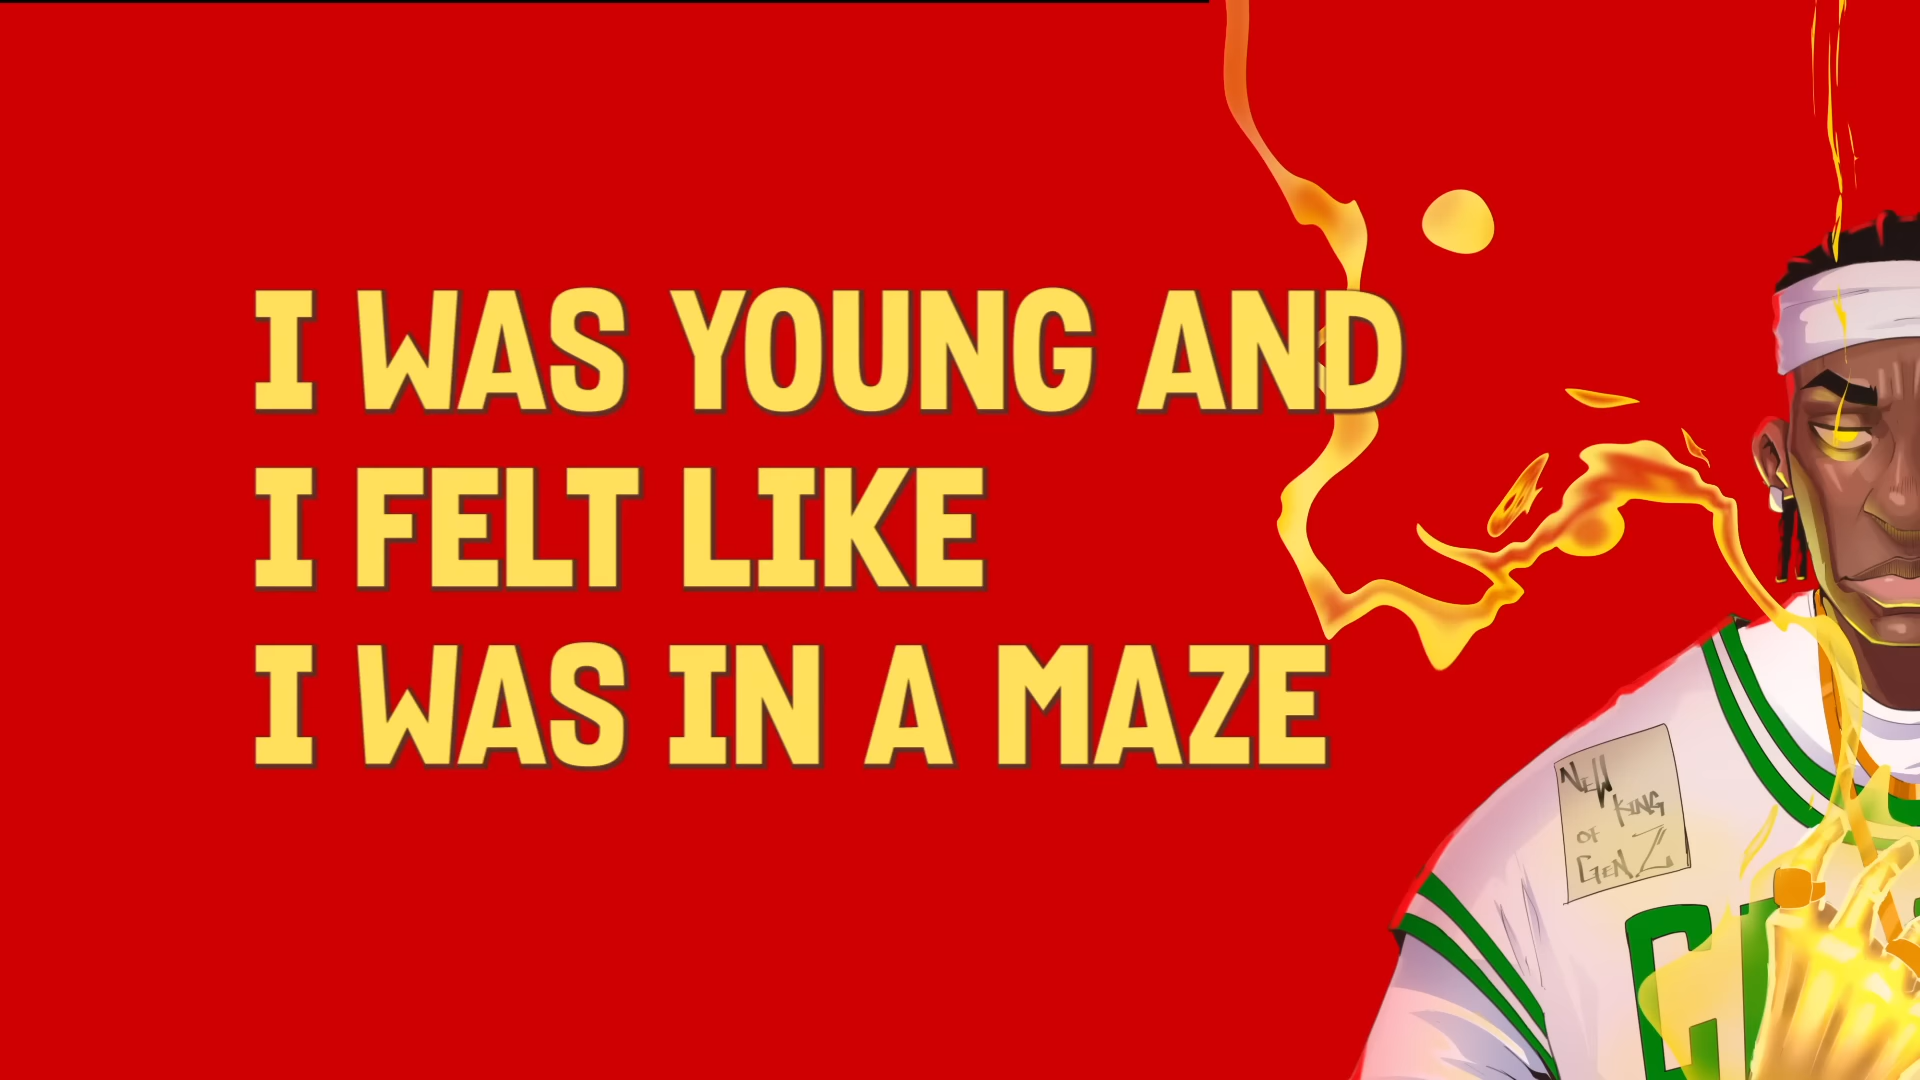 I WAS YOUNG AND
I FELT LIKE
I WAS IN A MAZE
NEW
KING
OF
GEN.Z